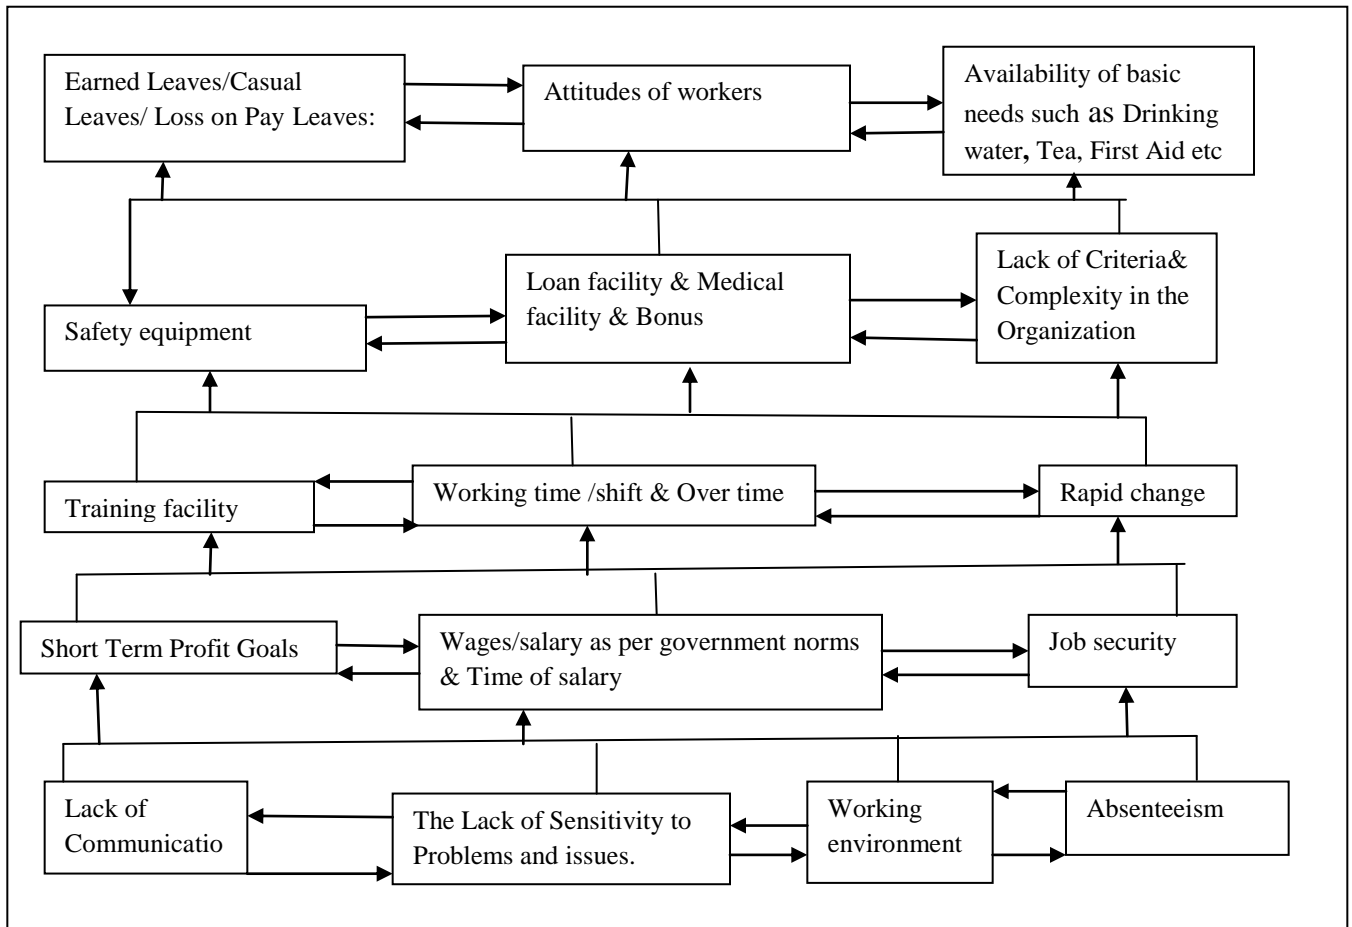 Earned Leaves/Casual
Leaves/ Loss on Pay Leaves:
Attitudes of workers
Availability of basic
needs such as Drinking
water, Tea, First Aid etc
Safety equipment
Loan facility & Medical
facility & Bonus
Lack of Criteria&
Complexity in the
Organization
Training facility
Working time /shift & Over time
Rapid change
Short Term Profit Goals
Wages/salary as per government norms
& Time of salary
Job security
Lack of
Communicatio
The Lack of Sensitivity to
Problems and issues.
Working
environment
Absenteeism